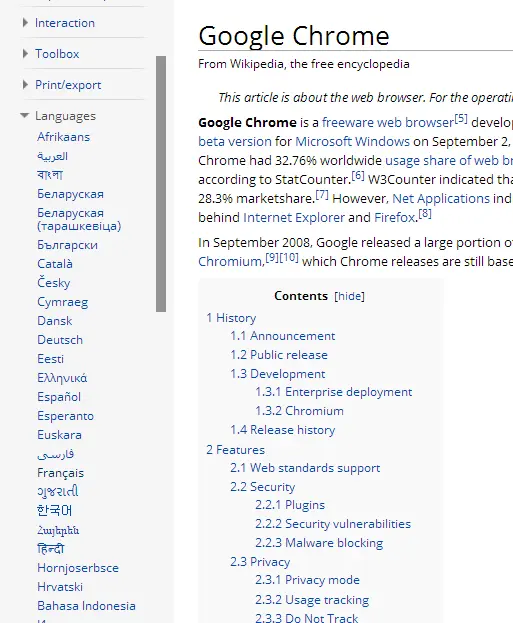 Interaction
Toolbox
Print/export
Languages
Afrikaans
العربية
বাংলা
Беларуская
Беларуская
(тарашкевіца)
Български
Català
Česky
Cymraeg
Dansk
Deutsch
Eesti
Ελληνικά
Español
Esperanto
Euskara
فارسی
Français
ગુજરાતી
한국어
Հայերեն
हिन्दी
Hornjoserbsce
Hrvatski
Bahasa Indonesia
Google Chrome
From Wikipedia, the free encyclopedia
This article is about the web browser. For the
Google Chrome is a freeware web browser[5]
beta version for Microsoft Windows on September 2,
Chrome had 32.76% worldwide usage share of web
according to StatCounter.[6] W3Counter indicated
28.3% marketshare.[7] However, Net Applications
behind Internet Explorer and Firefox.[8]
In September 2008, Google released a large portion
Chromium,[9][10] which Chrome releases are still
Contents [hide]
1 History
1.1 Announcement
1.2 Public release
1.3 Development
1.3.1 Enterprise deployment
1.3.2 Chromium
1.4 Release history
2 Features
2.1 Web standards support
2.2 Security
2.2.1 Plugins
2.2.2 Security vulnerabilities
2.2.3 Malware blocking
2.3 Privacy
2.3.1 Privacy mode
2.3.2 Usage tracking
2.3.3 Do Not Track